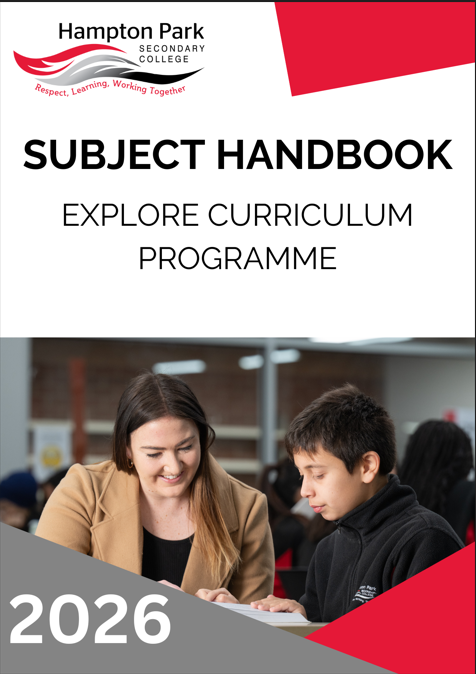 Hampton Park
SECONDARY
COLLEGE
Respect, Learning, Working Together
SUBJECT HANDBOOK
EXPLORE CURRICULUM
PROGRAMME
2026